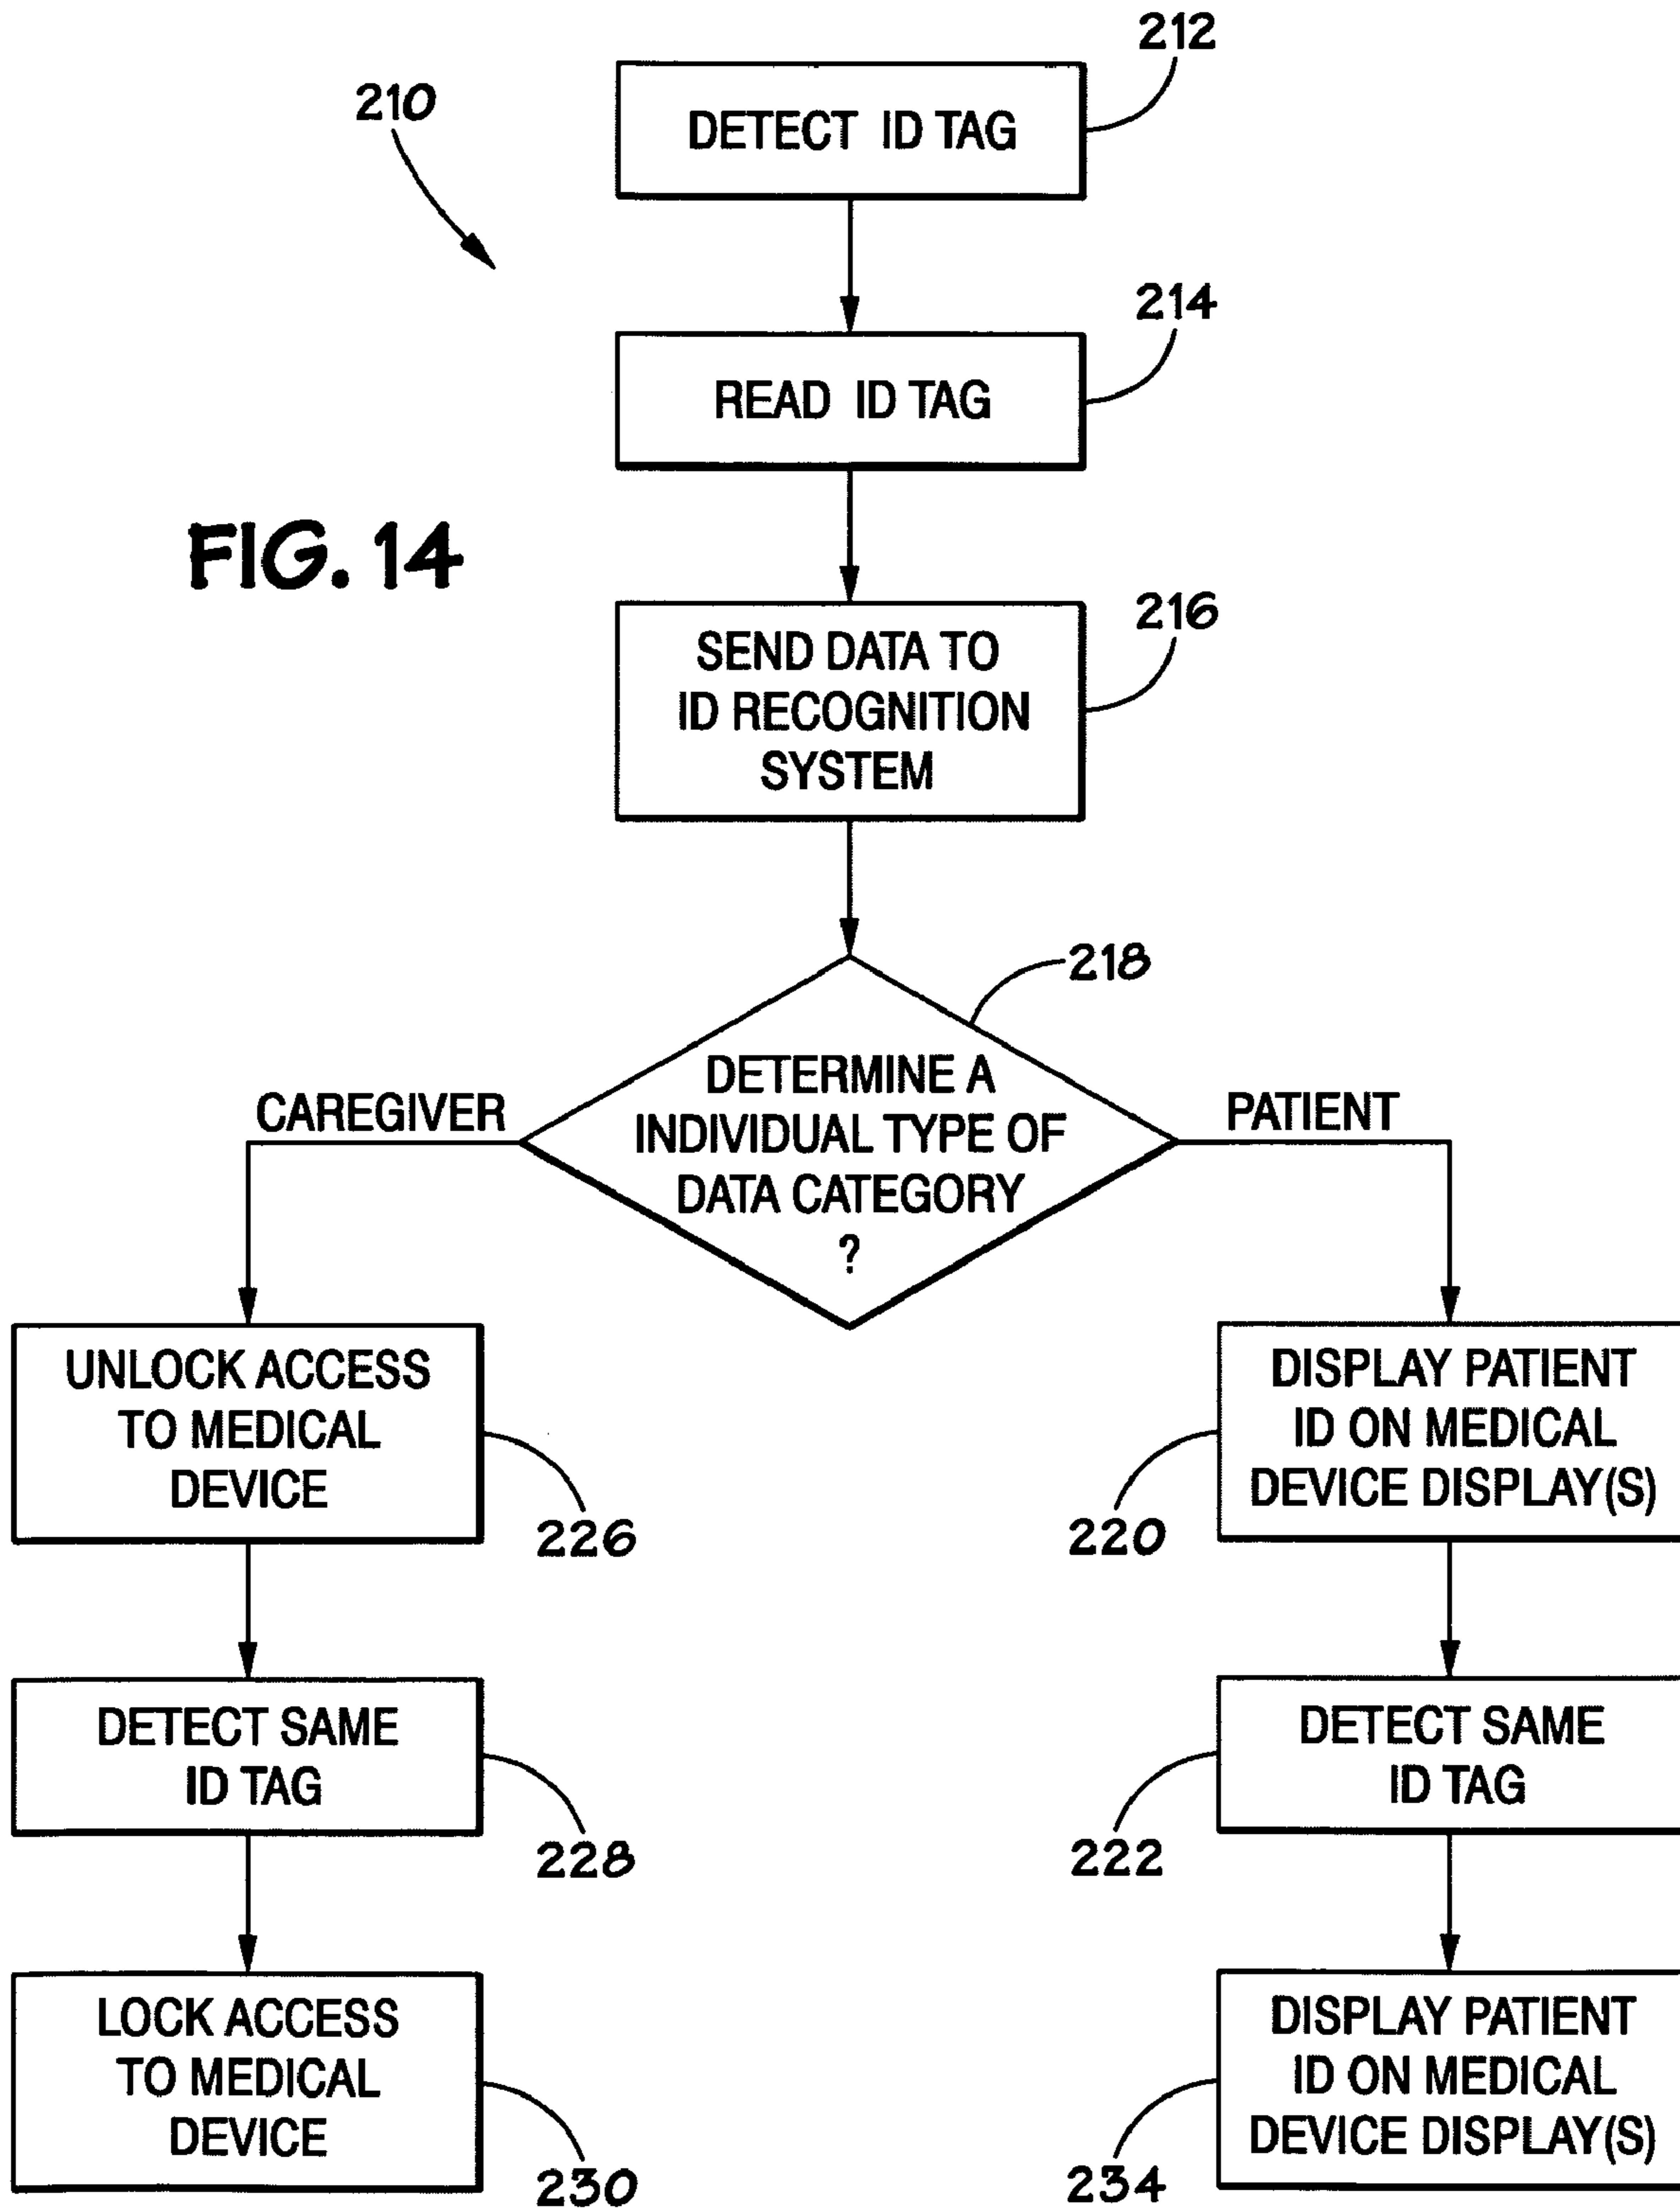 212
210
DETECT ID TAG
214
READ ID TAG
FIG. 14
216
SEND DATA TO
ID RECOGNITION
SYSTEM
218
DETERMINE A
INDIVIDUAL TYPE OF
DATA CATEGORY
?
CAREGIVER
PATIENT
UNLOCK ACCESS
TO MEDICAL
DEVICE
226
DISPLAY PATIENT
ID ON MEDICAL
DEVICE DISPLAY(S)
220
DETECT SAME
ID TAG
228
DETECT SAME
ID TAG
222
LOCK ACCESS
TO MEDICAL
DEVICE
230
DISPLAY PATIENT
ID ON MEDICAL
DEVICE DISPLAY(S)
234